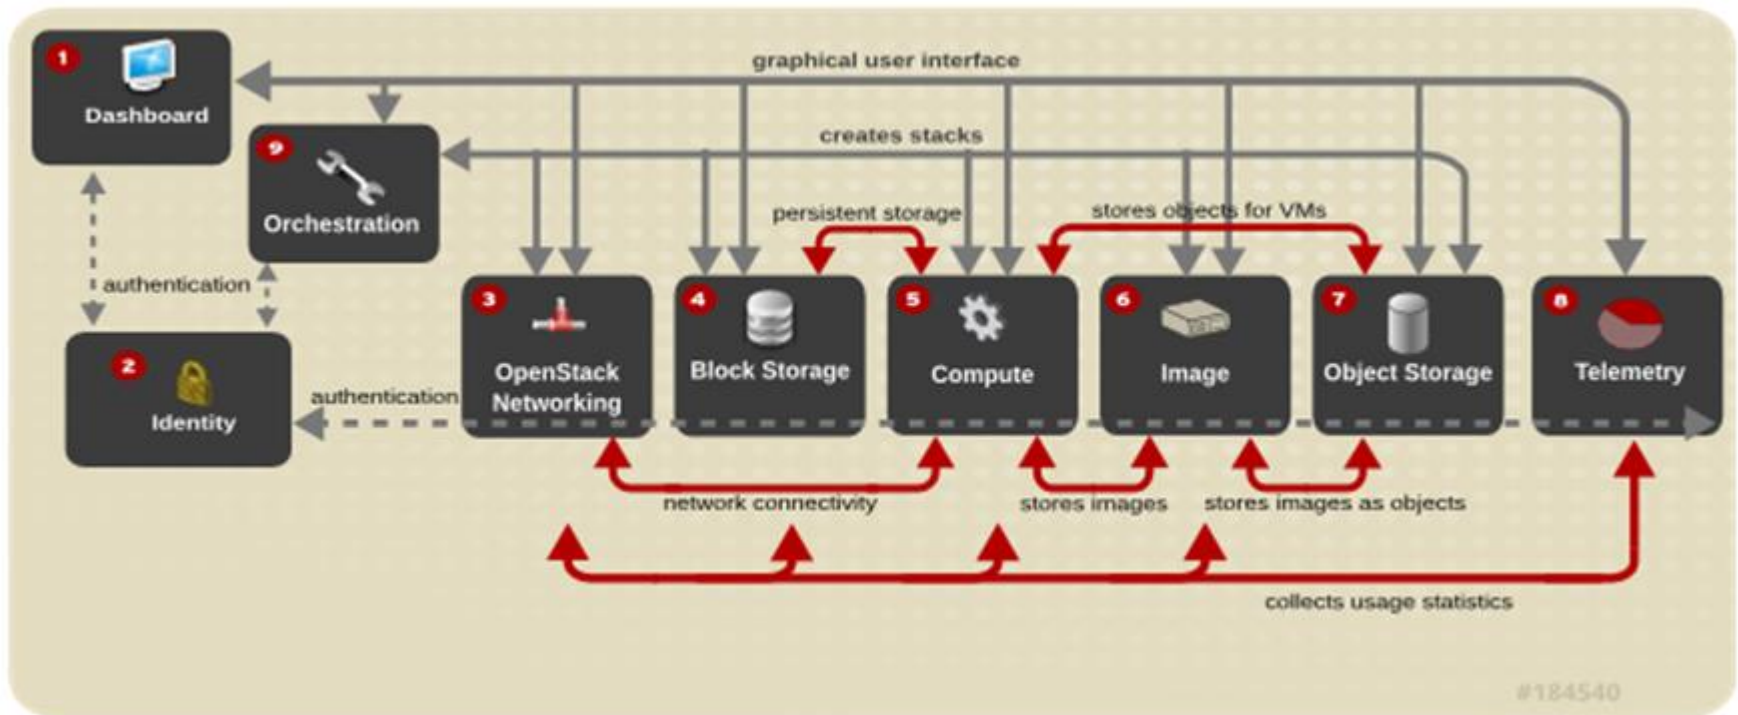 1
Dashboard
graphical user interface
9
Orchestration
creates stacks
persistent storage
stores objects for VMs
authentication
2
Identity
authentication
3
OpenStack
Networking
4
Block Storage
5
Compute
6
Image
7
Object Storage
8
Telemetry
network connectivity
stores images
stores images as objects
collects usage statistics
#184540